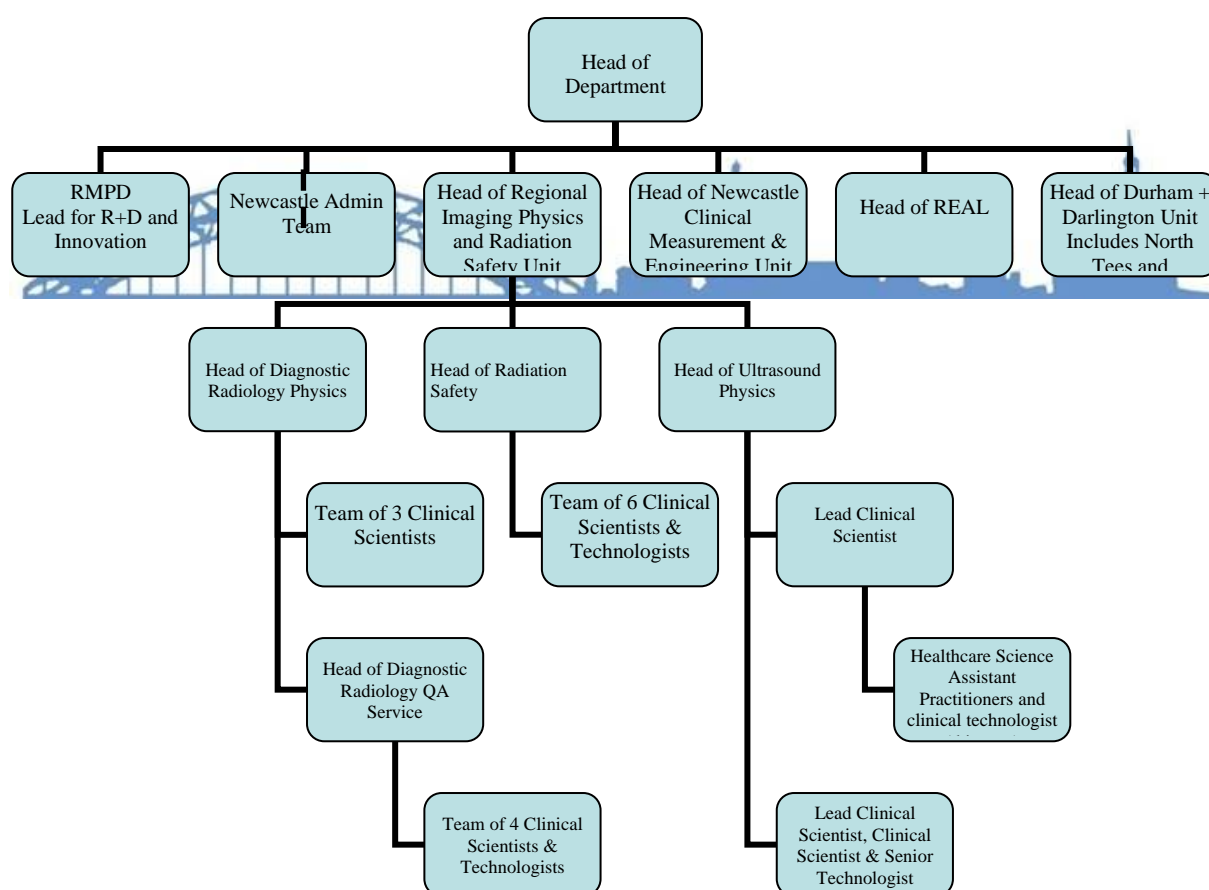 Head of
Department
RMPD
Lead for R+D and
Innovation
Newcastle Admin
Team
Head of Regional
Imaging Physics
and Radiation
Safety Unit
Head of Newcastle
Clinical
Measurement &
Engineering Unit
Head of REAL
Head of Durham +
Darlington Unit
Includes North
Tees and
Head of Diagnostic
Radiology Physics
Head of Radiation
Safety
Head of Ultrasound
Physics
Team of 3 Clinical
Scientists
Team of 6 Clinical
Scientists &
Technologists
Lead Clinical
Scientist
Head of Diagnostic
Radiology QA
Service
Healthcare Science
Assistant
Practitioners and
clinical technologist
Team of 4 Clinical
Scientists &
Technologists
Lead Clinical
Scientist, Clinical
Scientist & Senior
Technologist